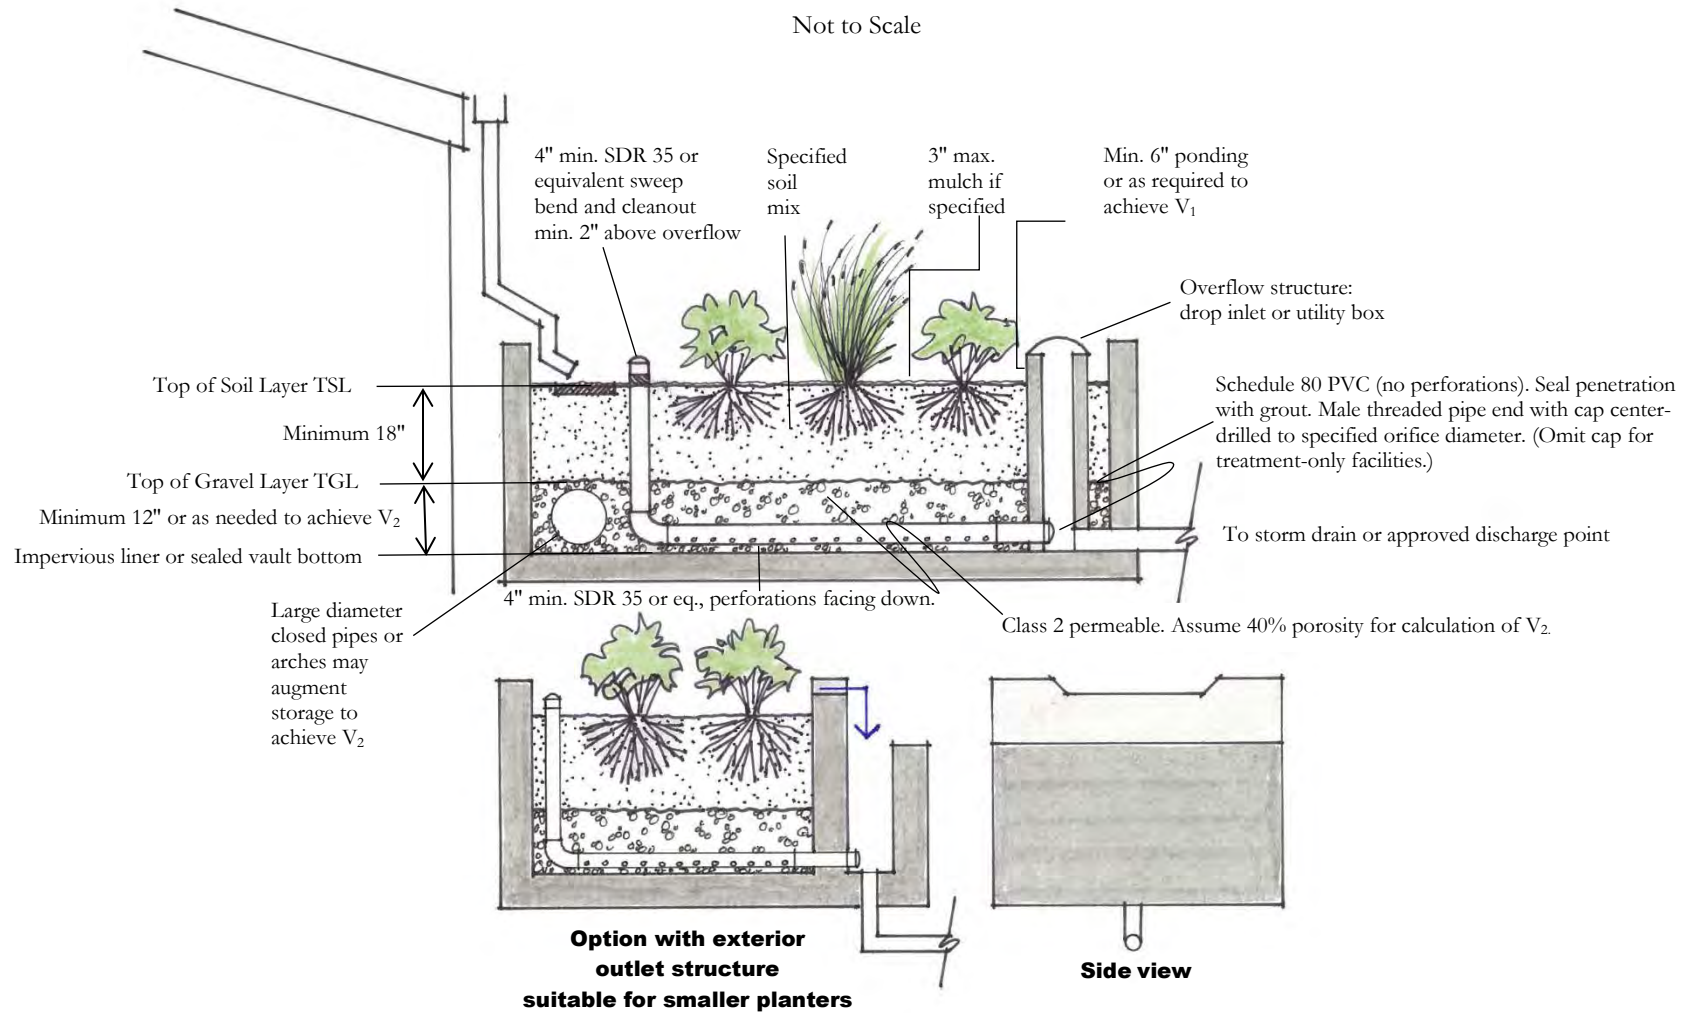 Not to Scale
4" min. SDR 35 or
equivalent sweep
bend and cleanout
min. 2" above overflow
Specified
soil
mix
3" max.
mulch if
specified
Min. 6" ponding
or as required to
achieve V₁
Overflow structure:
drop inlet or utility box
Top of Soil Layer TSL
Minimum 18"
Top of Gravel Layer TGL
Minimum 12" or as needed to achieve V₂
Impervious liner or sealed vault bottom
Schedule 80 PVC (no perforations). Seal penetration
with grout. Male threaded pipe end with cap center-
drilled to specified orifice diameter. (Omit cap for
treatment-only facilities.)
To storm drain or approved discharge point
Large diameter
closed pipes or
arches may
augment
storage to
achieve V₂
4" min. SDR 35 or eq., perforations facing down.
Class 2 permeable. Assume 40% porosity for calculation of V₂.
Option with exterior
outlet structure
suitable for smaller planters
Side view